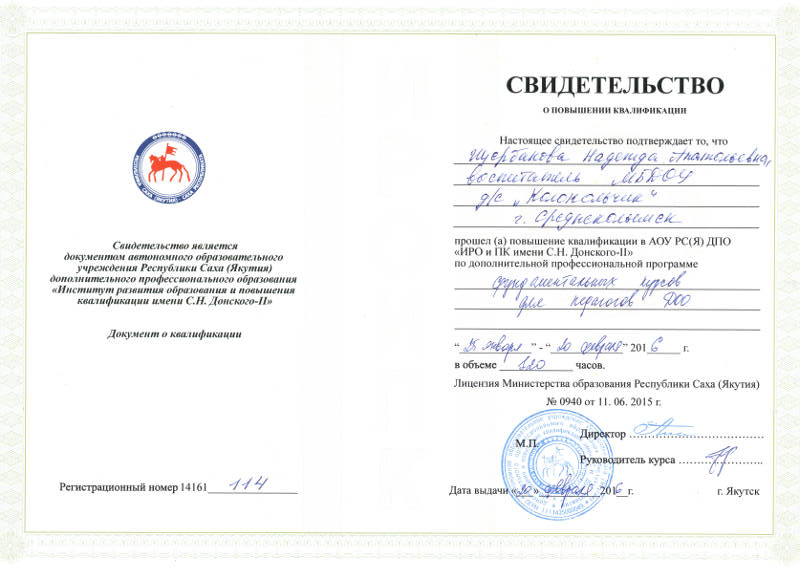 Свидетельство является
документом автономного образовательного
учреждения Республики Саха (Якутия)
дополнительного профессионального образования
«Институт развития образования и повышения
квалификации имени С.Н. Донского-II»
Документ о квалификации
Регистрационный номер 14161 114
СВИДЕТЕЛЬСТВО
О ПОВЫШЕНИИ КВАЛИФИКАЦИИ
Настоящее свидетельство подтверждает то, что
Щербакова Надежда Анатольевна,
воспитатель МБДОУ
д/с „Колокольчик“
г. Среднеколымск
прошел (а) повышение квалификации в АОУ РС(Я) ДПО
«ИРО и ПК имени С.Н. Донского-II»
по дополнительной профессиональной программе
фундаментальных курсов
для педагогов ДОО
“ 25 января ” - “ 20 февраля ” 2016 г.
в объеме 120 часов.
Лицензия Министерства образования Республики Саха (Якутия)
№ 0940 от 11. 06. 2015 г.
М.П.
Директор
Руководитель курса
Дата выдачи «20» февраля 2016 г.
г. Якутск